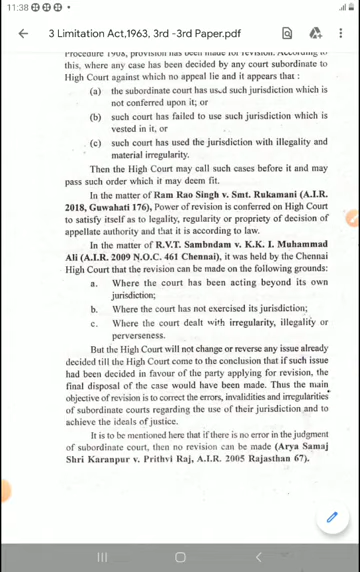 11:38
3 Limitation Act,1963, 3rd -3rd Paper.pdf
Procedure 1908, provision has been made for revision. According to
this, where any case has been decided by any court subordinate to
High Court against which no appeal lie and it appears that :
(a) the subordinate court has used such jurisdiction which is
not conferred upon it; or
(b) such court has failed to use such jurisdiction which is
vested in it, or
(c) such court has used the jurisdiction with illegality and
material irregularity.
Then the High Court may call such cases before it and may
pass such order which it may deem fit.
In the matter of Ram Rao Singh v. Smt. Rukamani (A.I.R.
2018, Guwahati 176), Power of revision is conferred on High Court
to satisfy itself as to legality, regularity or propriety of decision of
appellate authority and that it is according to law.
In the matter of R.V.T. Sambndam v. K.K. I. Muhammad
Ali (A.I.R. 2009 N.O.C. 461 Chennai), it was held by the Chennai
High Court that the revision can be made on the following grounds:
a. Where the court has been acting beyond its own
jurisdiction;
b. Where the court has not exercised its jurisdiction;
c. Where the court dealt with irregularity, illegality or
perverseness.
But the High Court will not change or reverse any issue already
decided till the High Court come to the conclusion that if such issue
had been decided in favour of the party applying for revision, the
final disposal of the case would have been made. Thus the main
objective of revision is to correct the errors, invalidities and irregularities
of subordinate courts regarding the use of their jurisdiction and to
achieve the ideals of justice.
It is to be mentioned here that if there is no error in the judgment
of subordinate court, then no revision can be made (Arya Samaj
Shri Karanpur v. Prithvi Raj, A.I.R. 2005 Rajasthan 67).